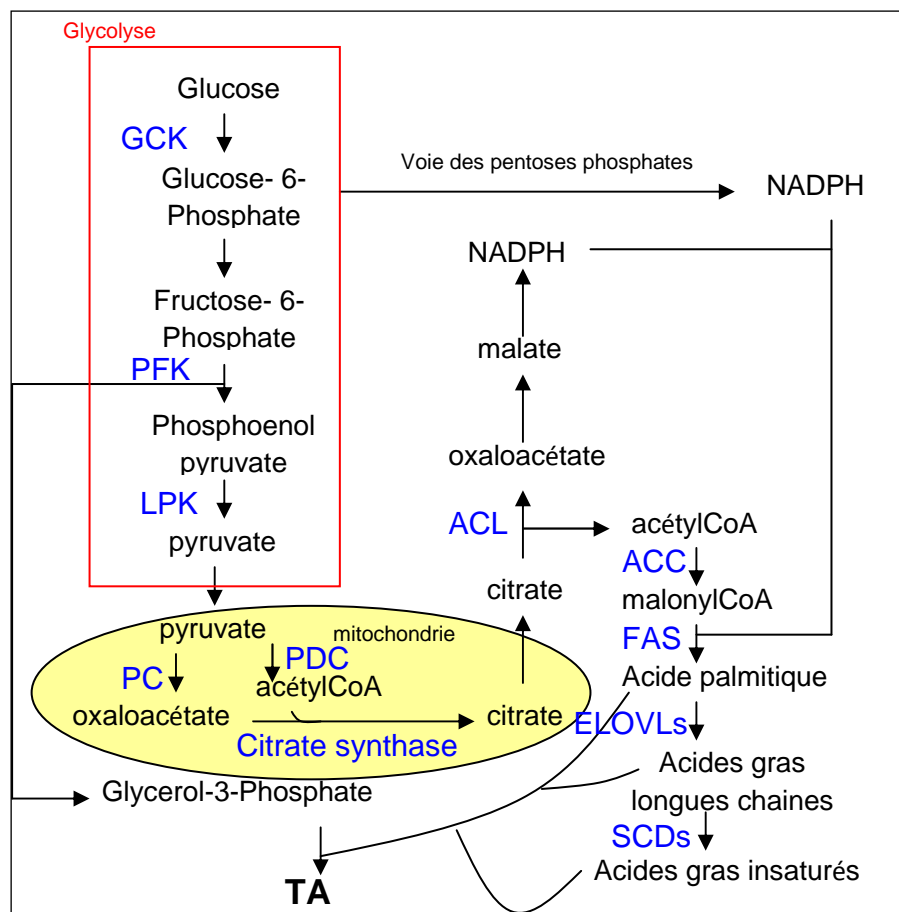 Glycolyse
Glucose
GCK
Glucose- 6-
Phosphate
Fructose- 6-
Phosphate
PFK
Phosphoenol
pyruvate
LPK
pyruvate
Voie des pentoses phosphates
NADPH
NADPH
malate
oxaloacétate
ACL
citrate
acétylCoA
ACC
malonylCoA
FAS
Acide palmitique
ELOVLs
Acides gras
longues chaines
SCDs
Acides gras insaturés
pyruvate
mitochondrie
PC
PDC
acétylCoA
oxaloacétate
citrate
Citrate synthase
Glycerol-3-Phosphate
TA